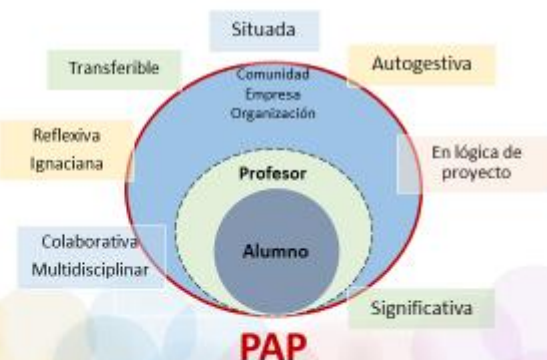 Situada
Transferible
Autogestiva
Comunidad
Empresa
Organización
Reflexiva
Ignaciana
En lógica de
proyecto
Profesor
Colaborativa
Multidisciplinar
Alumno
Significativa
PAP